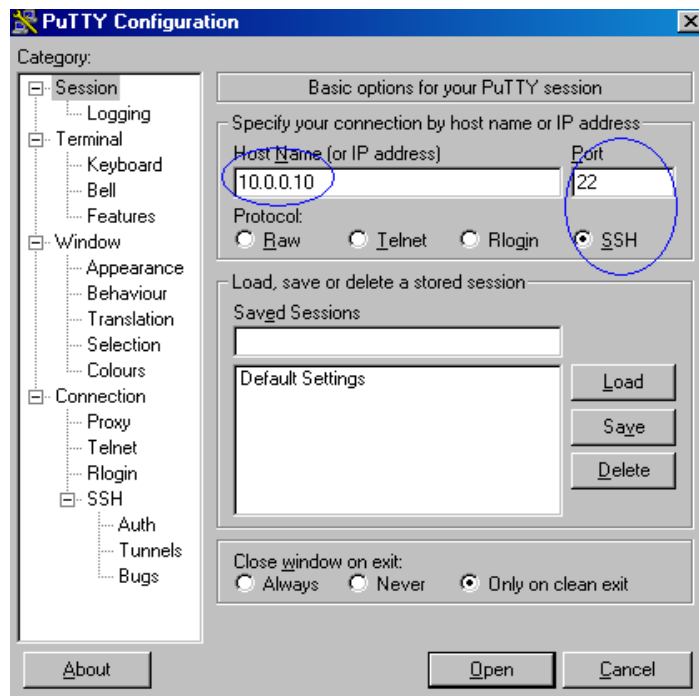 PuTTY Configuration
Category:
Session
Logging
Terminal
Keyboard
Bell
Features
Window
Appearance
Behaviour
Translation
Selection
Colours
Connection
Proxy
Telnet
Rlogin
SSH
Auth
Tunnels
Bugs
Basic options for your PuTTY session
Specify your connection by host name or IP address
Host Name (or IP address) Port
10.0.0.10 22
Protocol:
Raw Telnet Rlogin SSH
Load, save or delete a stored session
Saved Sessions
Default Settings
Load
Save
Delete
Close window on exit:
Always Never Only on clean exit
About Open Cancel